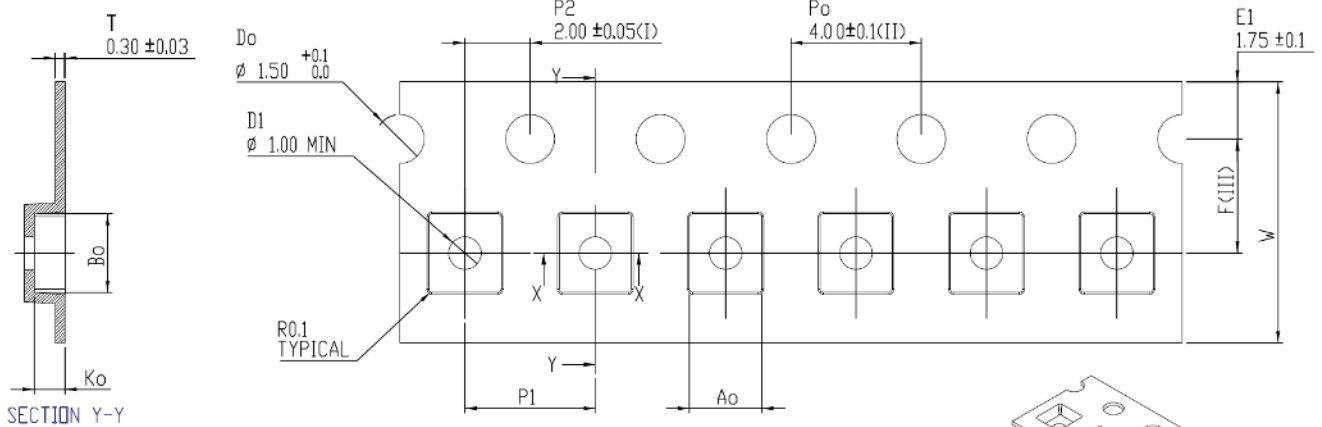 T
0.30 ±0.03
Do
Ø 1.50 +0.1 0.0
D1
Ø 1.00 MIN
P2
2.00 ±0.05(I)
Po
4.0 0±0.1(II)
E1
1.75 ±0.1
Y
F(III)
W
Bo
X
X
R0.1
TYPICAL
Y
Ko
P1
Ao
SECTION Y-Y